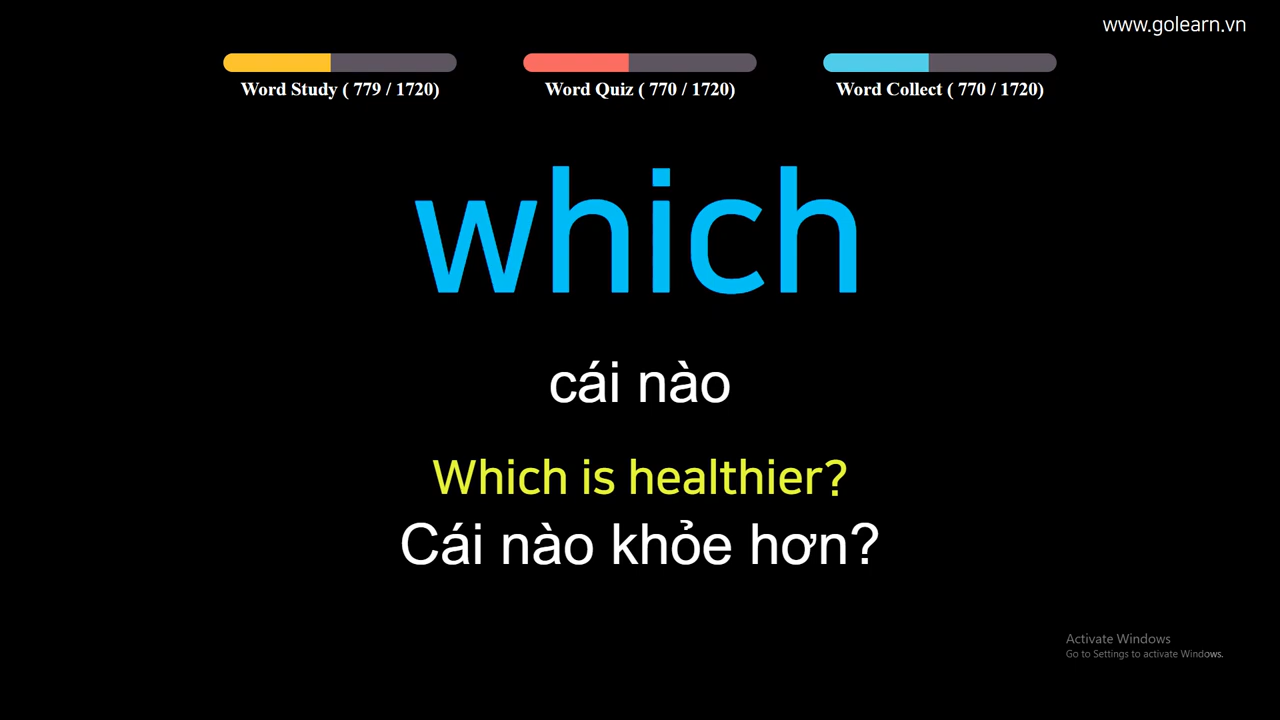 www.golearn.vn
Word Study ( 779 / 1720)
Word Quiz ( 770 / 1720)
Word Collect ( 770 / 1720)
which
cái nào
Which is healthier?
Cái nào khỏe hơn?
Activate Windows
Go to Settings to activate Windows.